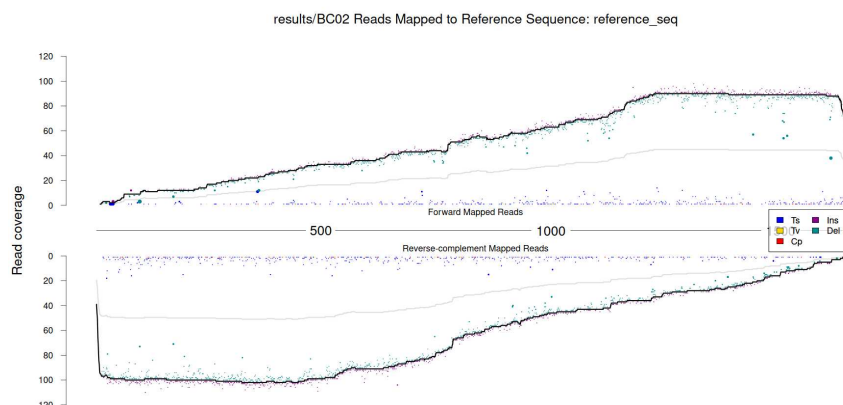 results/BC02 Reads Mapped to Reference Sequence: reference_seq
120
100
80
60
40
20
0
Forward Mapped Reads
Ts Ins
Tv Del
Cp
500 1000 1500
Reverse-complement Mapped Reads
0
20
40
60
80
100
120
Read coverage